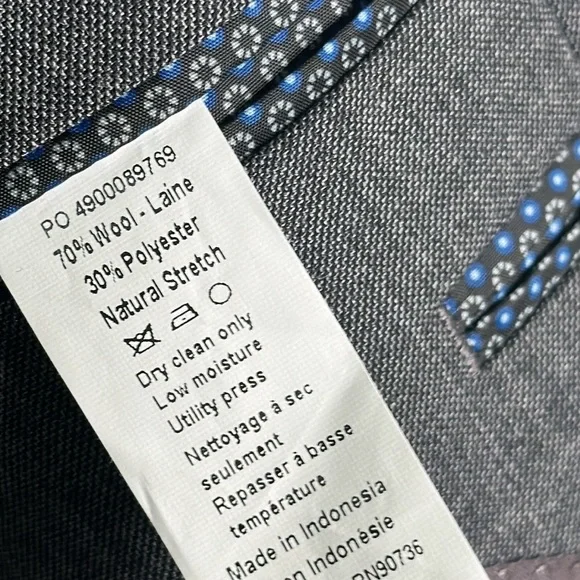 PO 4900089769
70% Wool - Laine
30% Polyester
Natural Stretch
Dry clean only
Low moisture
Utility press
Nettoyage à sec
seulement
Repasser à basse
température
Made in Indonesia
en Indonésie
RN90736